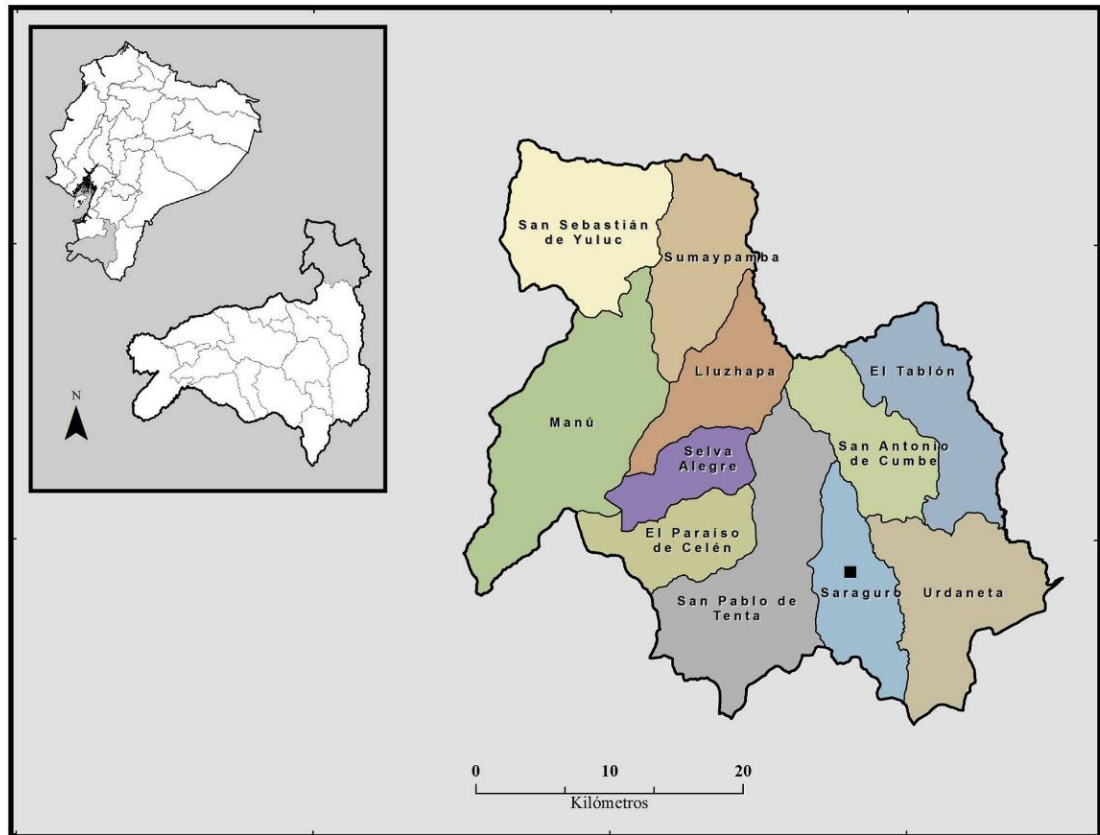 N
San Sebastián
de Yuluc
Sumaypamba
Lluzhapa
El Tablón
Manú
Selva
Alegre
San Antonio
de Cumbe
El Paraíso
de Celén
San Pablo de
Tenta
Saraguro
Urdaneta
0 10 20
Kilómetros